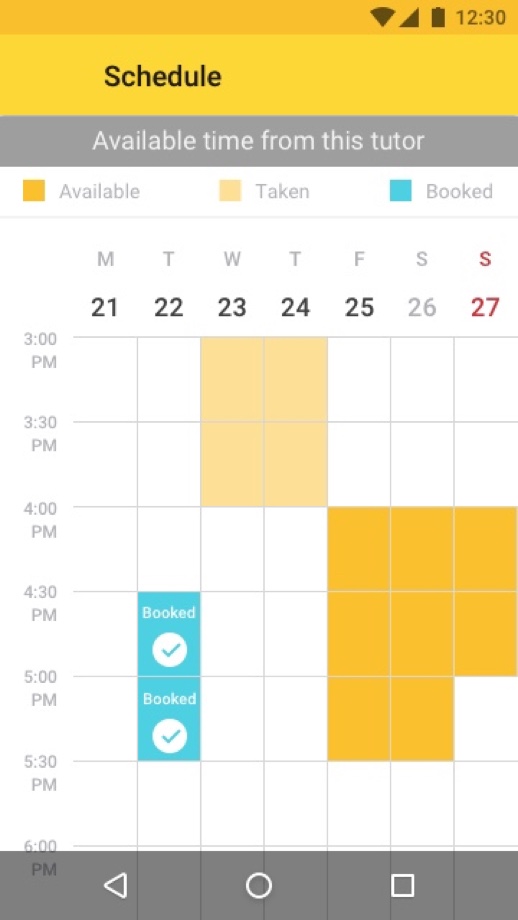 12:30
Schedule
Available time from this tutor
Available Taken Booked
M T W T F S S
21 22 23 24 25 26 27
3:00
PM
3:30
PM
4:00
PM
4:30
PM
Booked
5:00
PM
Booked
5:30
PM
6:00
PM